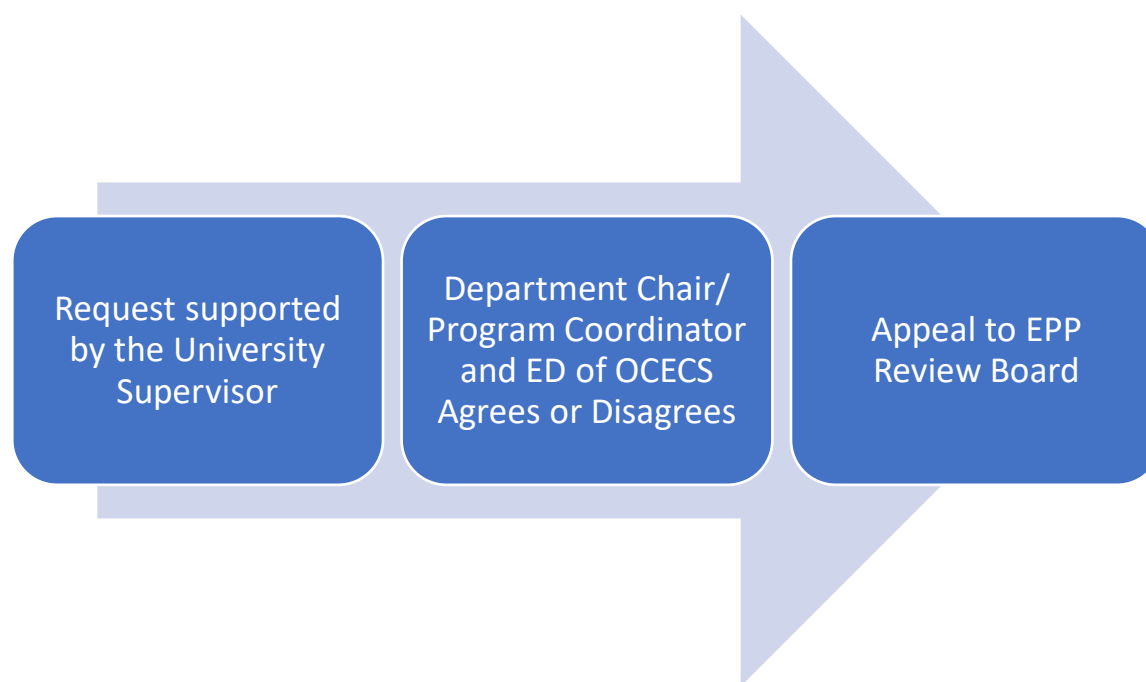 Request supported
by the University
Supervisor
Department Chair/
Program Coordinator
and ED of OCECS
Agrees or Disagrees
Appeal to EPP
Review Board